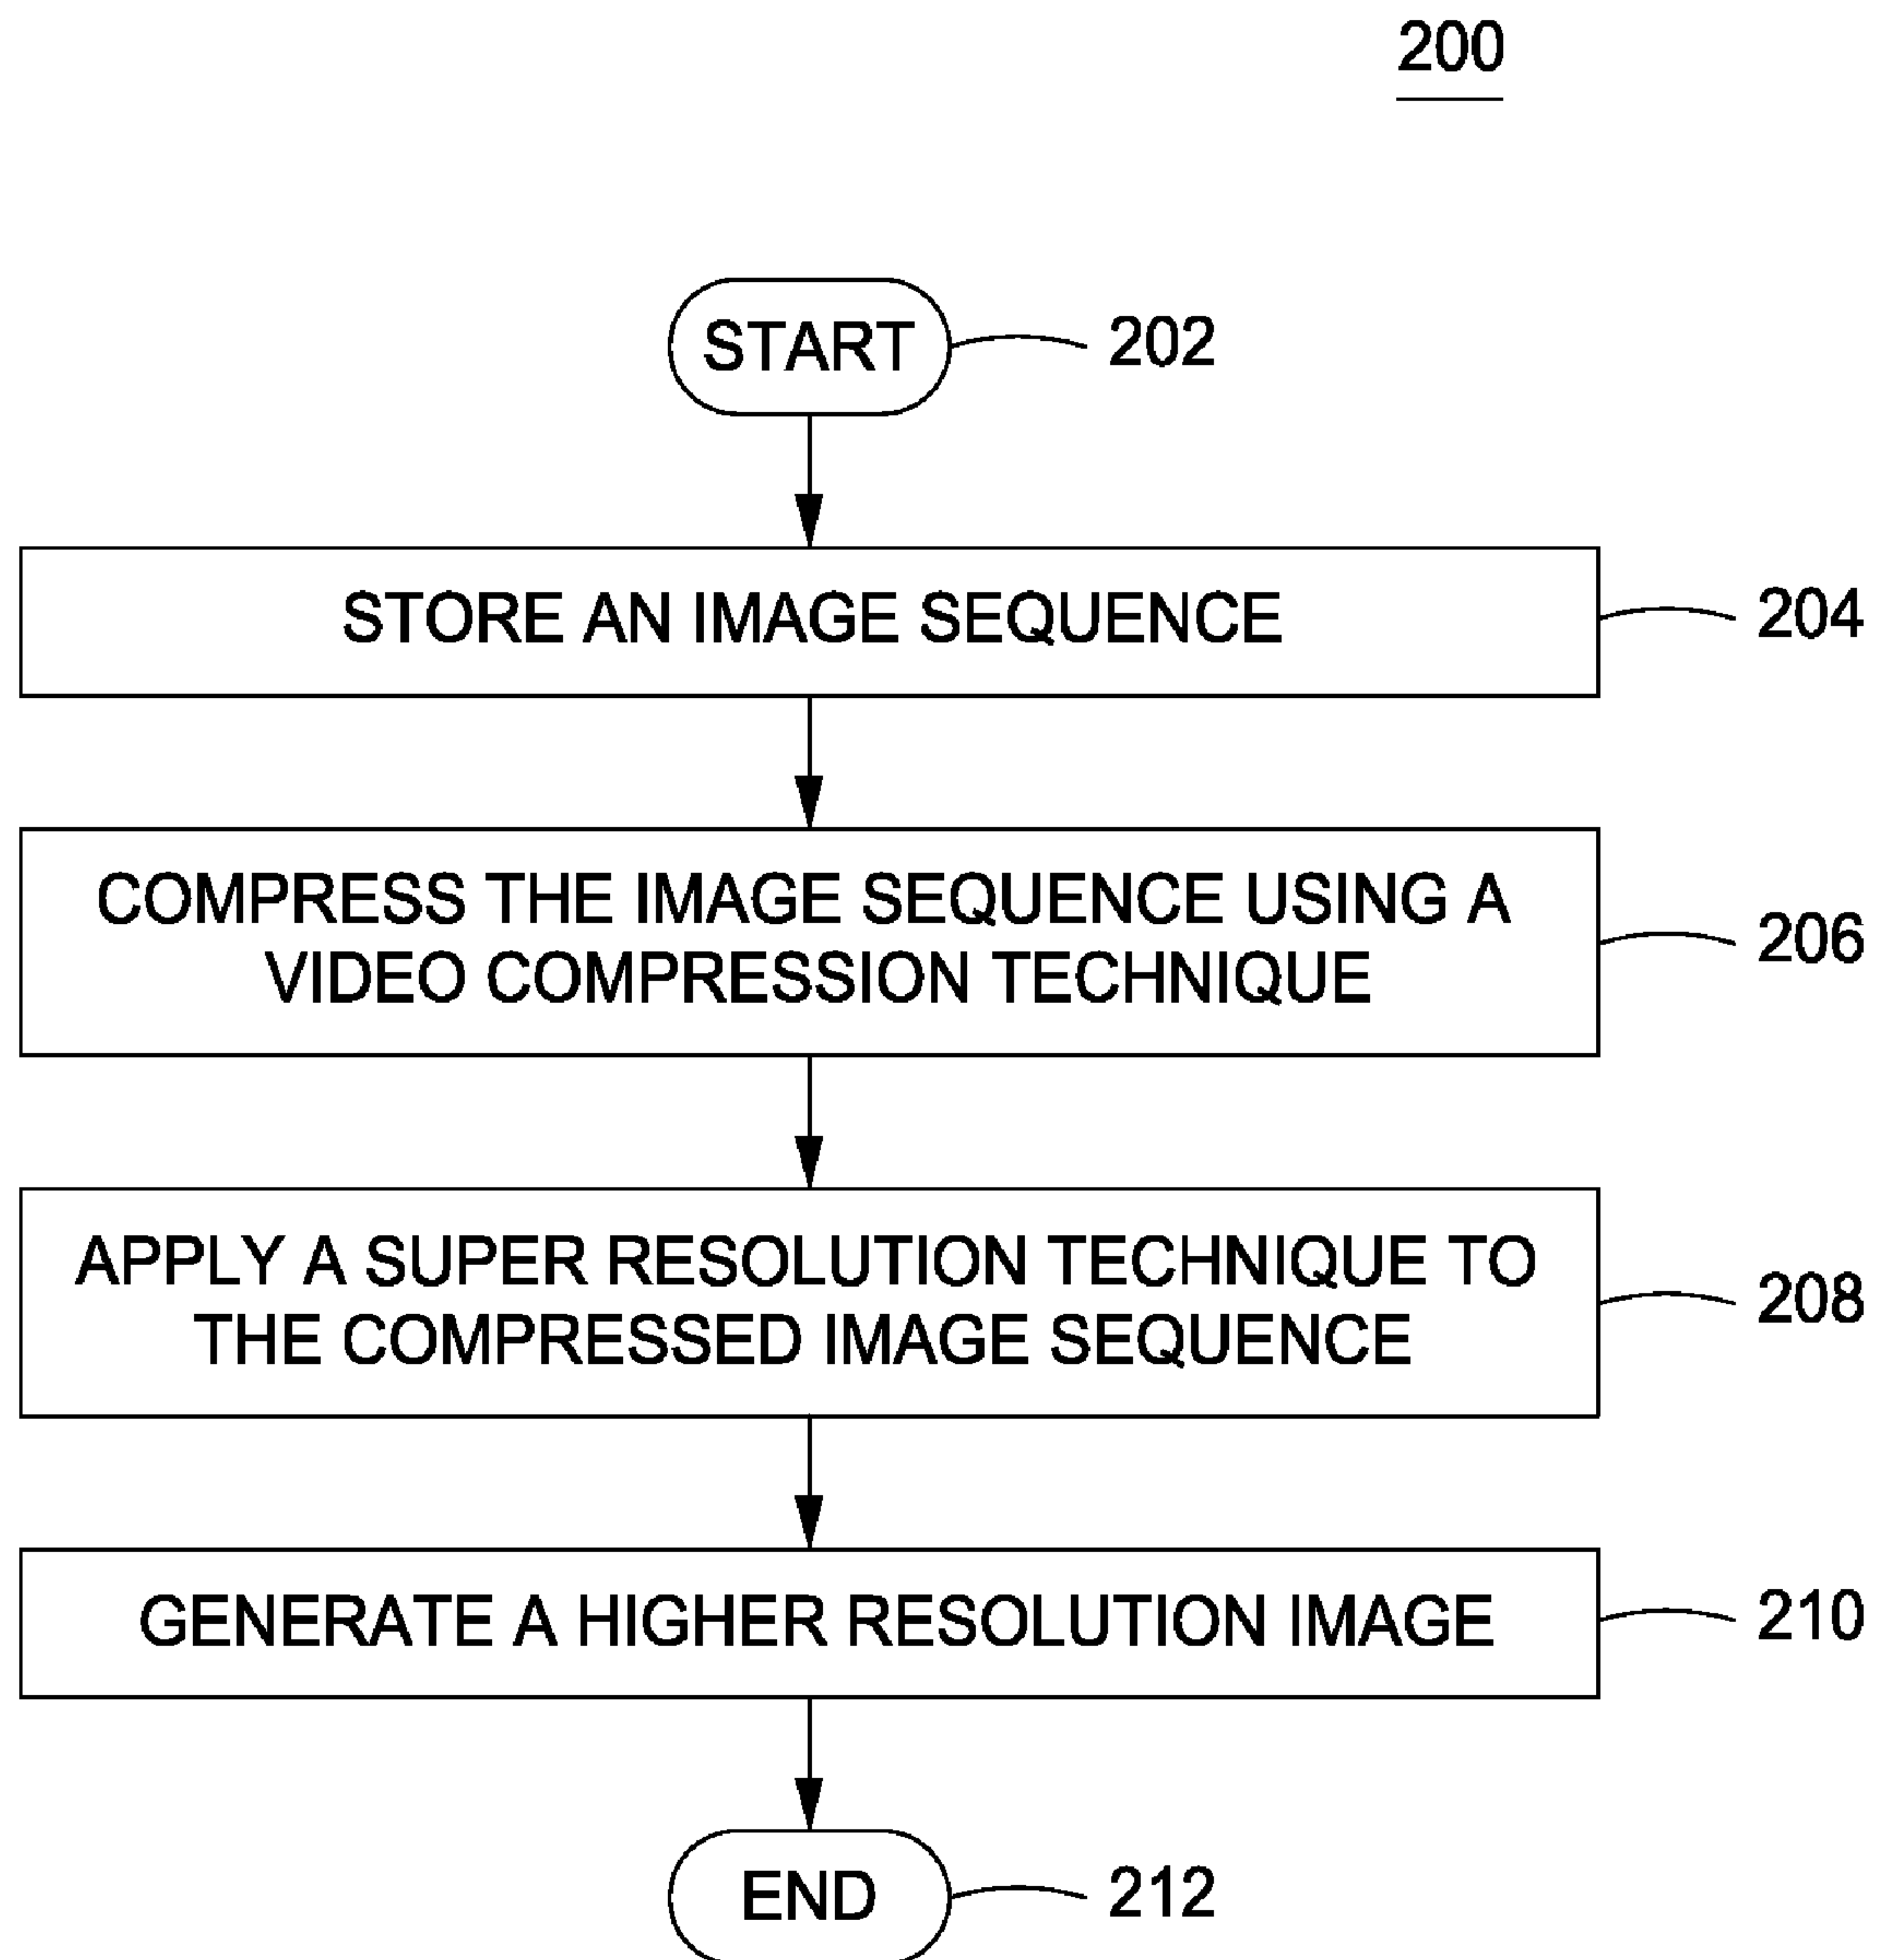 200
START
202
STORE AN IMAGE SEQUENCE
204
COMPRESS THE IMAGE SEQUENCE USING A
VIDEO COMPRESSION TECHNIQUE
206
APPLY A SUPER RESOLUTION TECHNIQUE TO
THE COMPRESSED IMAGE SEQUENCE
208
GENERATE A HIGHER RESOLUTION IMAGE
210
END
212